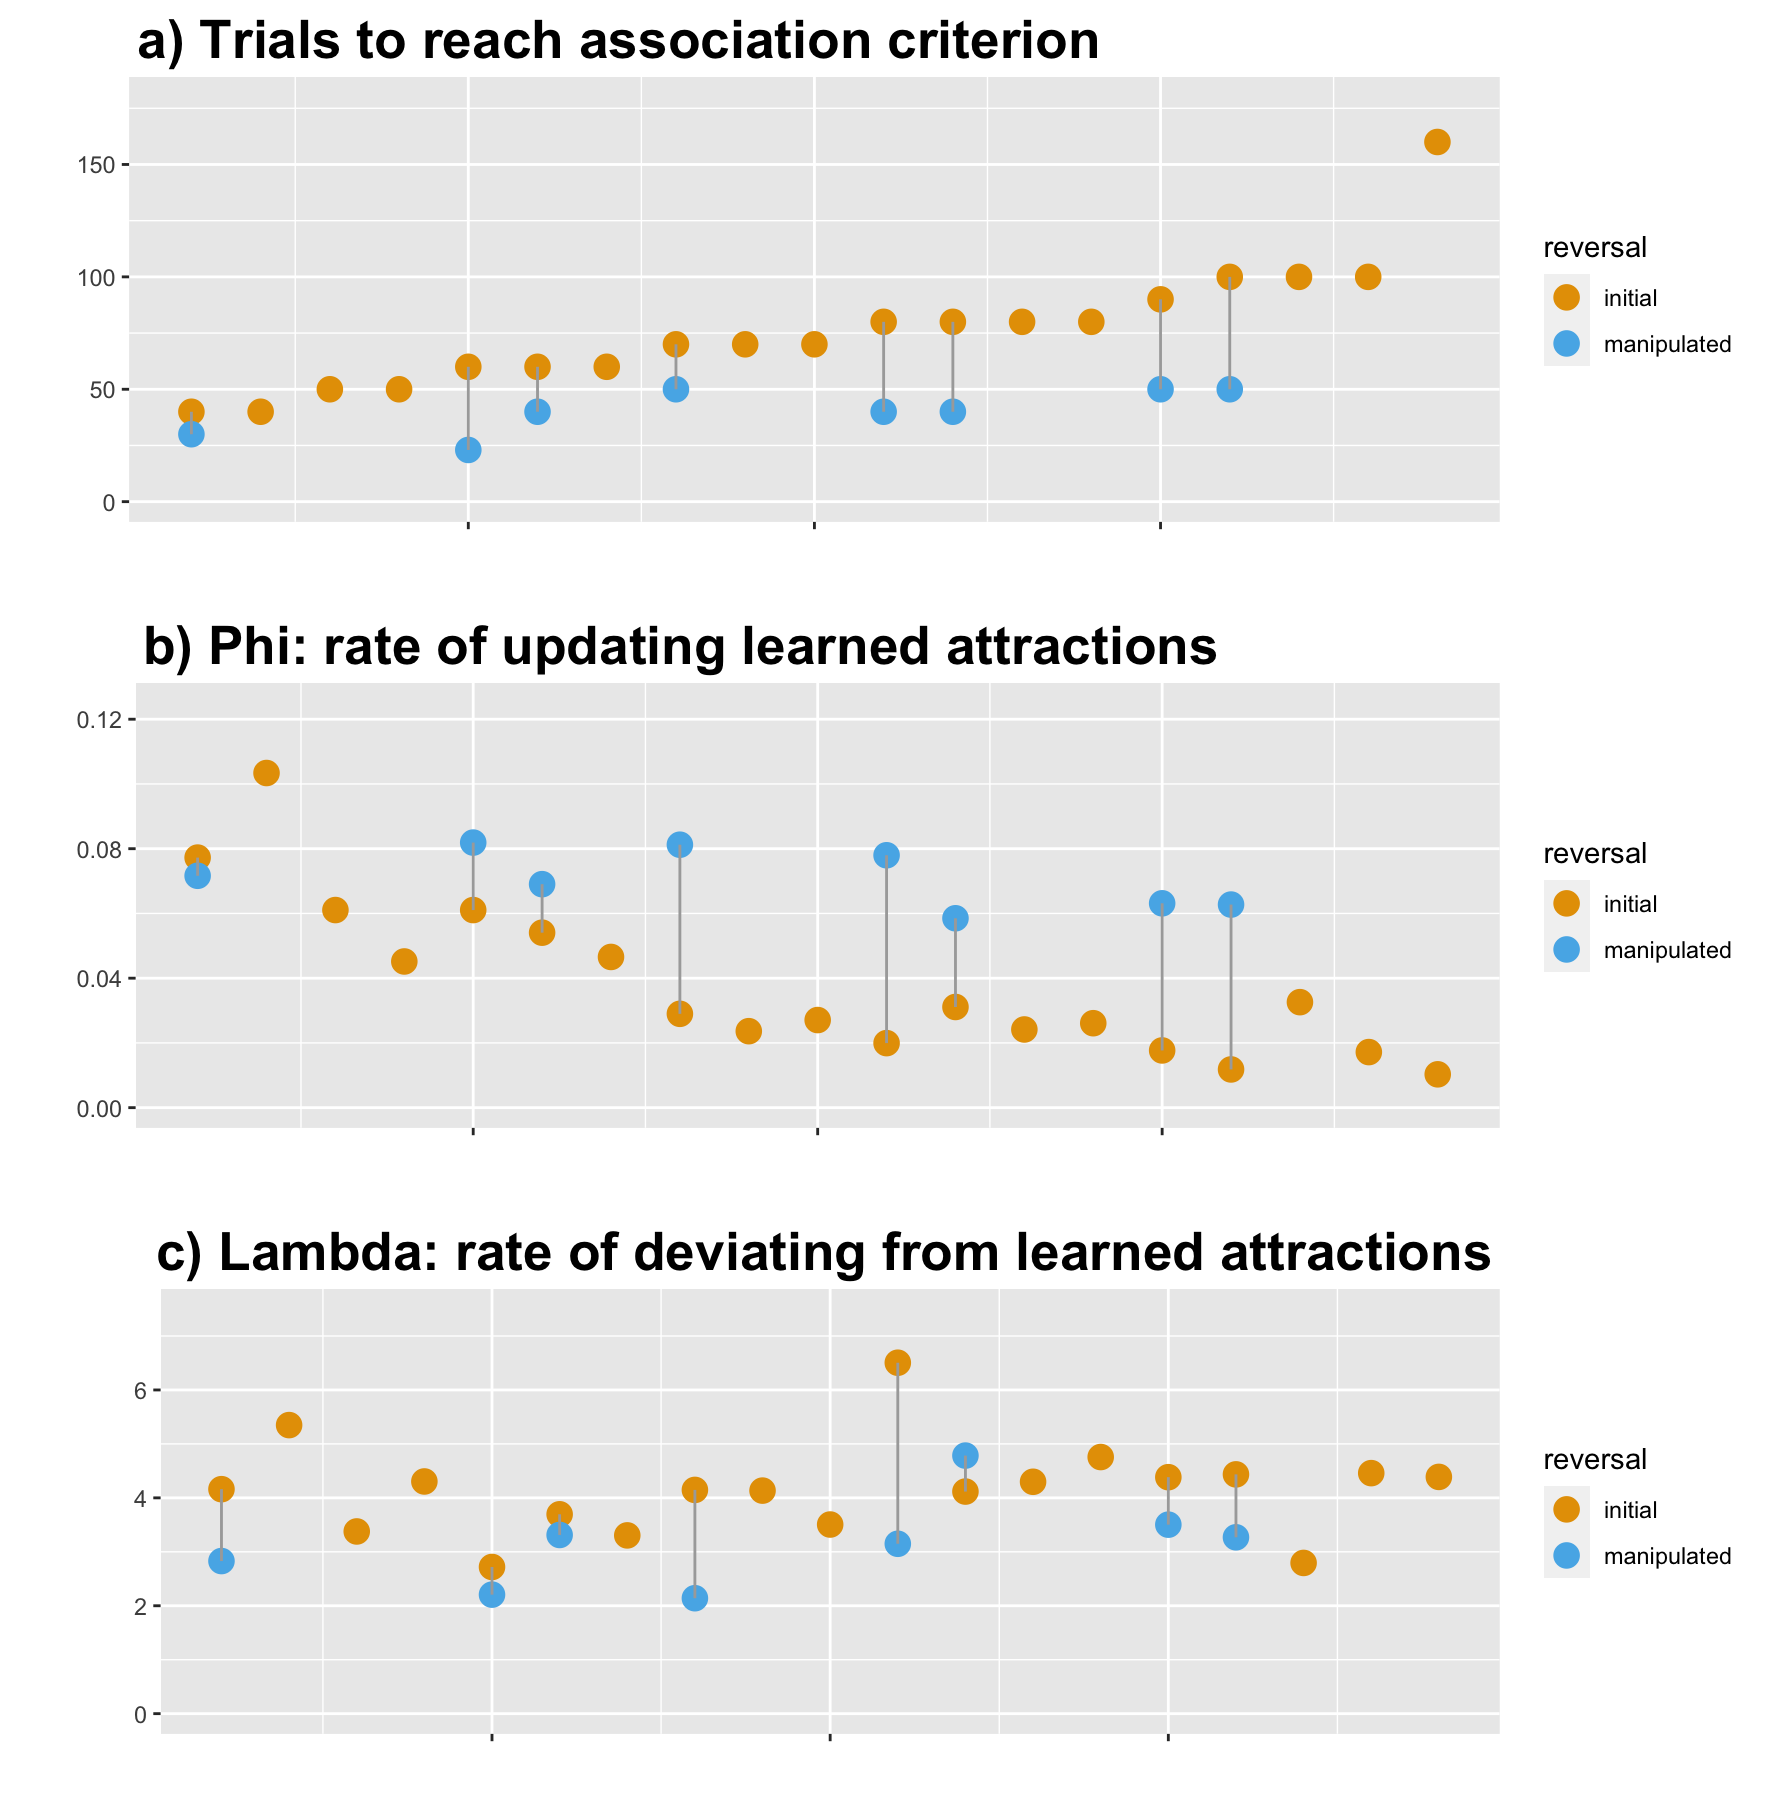 a) Trials to reach association criterion
150
100
50
0
reversal
initial
manipulated
b) Phi: rate of updating learned attractions
0.12
0.08
0.04
0.00
reversal
initial
manipulated
c) Lambda: rate of deviating from learned attractions
6
4
2
0
reversal
initial
manipulated